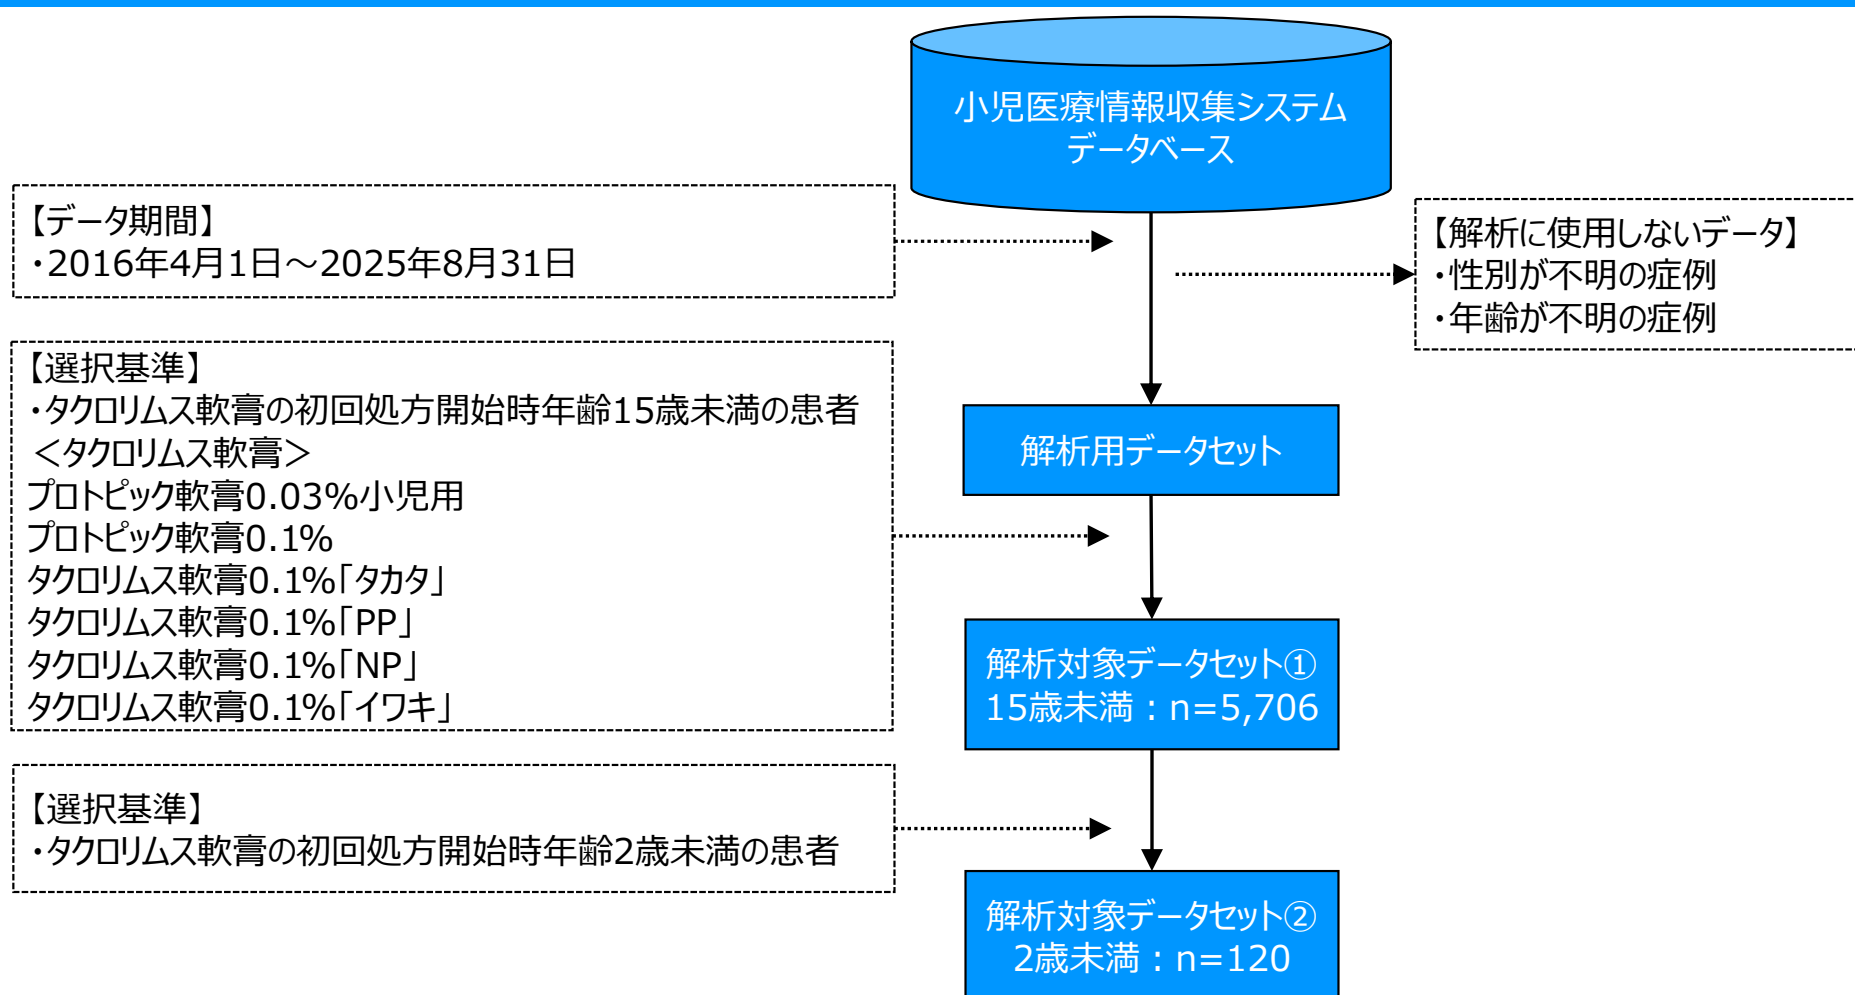 小児医療情報収集システム
データベース
【データ期間】
・2016年4月1日～2025年8月31日
【解析に使用しないデータ】
・性別が不明の症例
・年齢が不明の症例
【選択基準】
・タクロリムス軟膏の初回処方開始時年齢15歳未満の患者
＜タクロリムス軟膏＞
プロトピック軟膏0.03%小児用
プロトピック軟膏0.1%
タクロリムス軟膏0.1%「タカタ」
タクロリムス軟膏0.1%「PP」
タクロリムス軟膏0.1%「NP」
タクロリムス軟膏0.1%「イワキ」
解析用データセット
解析対象データセット①
15歳未満：n=5,706
【選択基準】
・タクロリムス軟膏の初回処方開始時年齢2歳未満の患者
解析対象データセット②
2歳未満：n=120